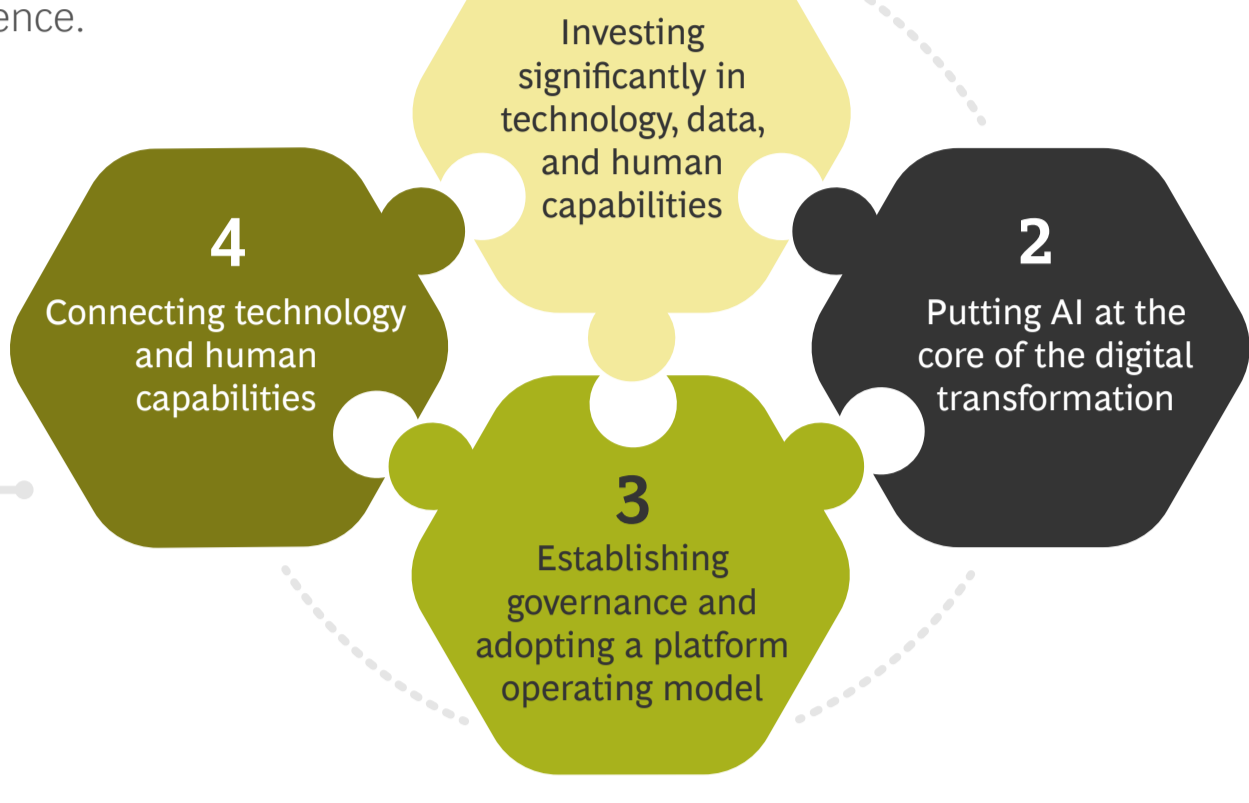 Investing
significantly in
technology, data,
and human
capabilities
2
Putting AI at the
core of the digital
transformation
3
Establishing
governance and
adopting a platform
operating model
4
Connecting technology
and human
capabilities